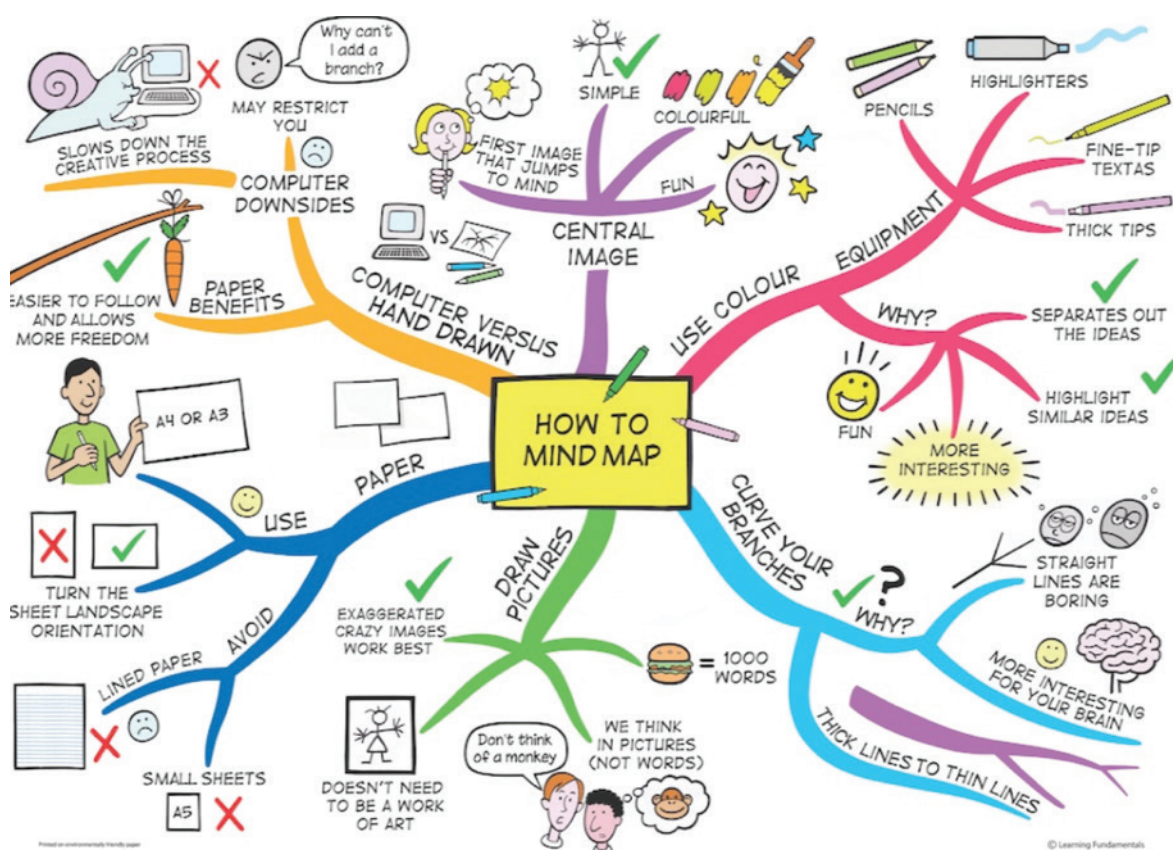 Why can't
I add a
branch?
MAY RESTRICT
YOU
SLOWS DOWN THE
CREATIVE PROCESS
COMPUTER
DOWNSIDES
EASIER TO FOLLOW
AND ALLOWS
MORE FREEDOM
PAPER
BENEFITS
COMPUTER VERSUS
HAND DRAWN
VS.
FIRST IMAGE
THAT JUMPS
TO MIND
SIMPLE
COLOURFUL
FUN
CENTRAL
IMAGE
PENCILS
HIGHLIGHTERS
FINE-TIP
TEXTAS
THICK TIPS
EQUIPMENT
USE COLOUR
WHY?
SEPARATES OUT
THE IDEAS
HIGHLIGHT
SIMILAR IDEAS
MORE
INTERESTING
FUN
HOW TO
MIND MAP
CURVE YOUR
BRANCHES
?
WHY?
STRAIGHT
LINES ARE
BORING
MORE INTERESTING
FOR YOUR BRAIN
THICK LINES TO THIN LINES
DRAW
PICTURES
= 1000
WORDS
WE THINK
IN PICTURES
(NOT WORDS)
Don't think
of a monkey
DOESN'T NEED
TO BE A WORK
OF ART
EXAGGERATED
CRAZY IMAGES
WORK BEST
PAPER
USE
A4 OR A3
TURN THE
SHEET LANDSCAPE
ORIENTATION
AVOID
LINED PAPER
SMALL SHEETS
A5
Printed on environmentally friendly paper
© Learning Fundamentals